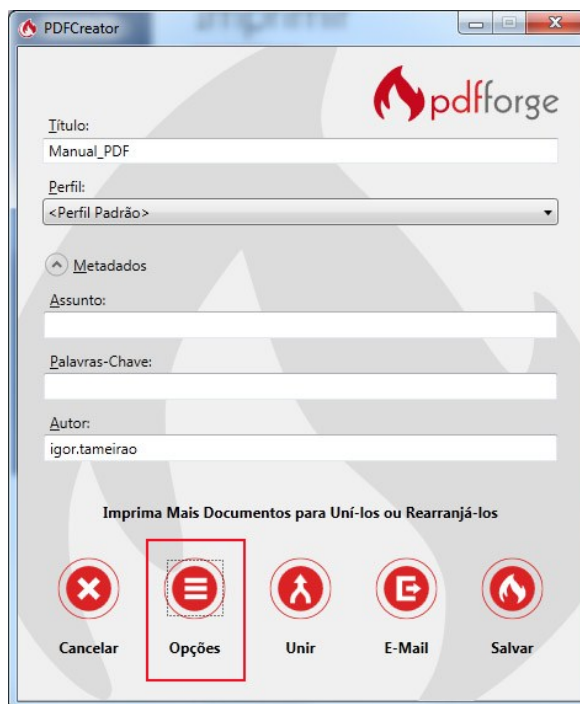 PDFCreator
imprimir
pdfforge
Título:
Manual_PDF
Perfil:
<Perfil Padrão>
Metadados
Assunto:
Palavras-Chave:
Autor:
igor.tameirao
Imprima Mais Documentos para Uní-los ou Rearranjá-los
Cancelar Opções Unir E-Mail Salvar